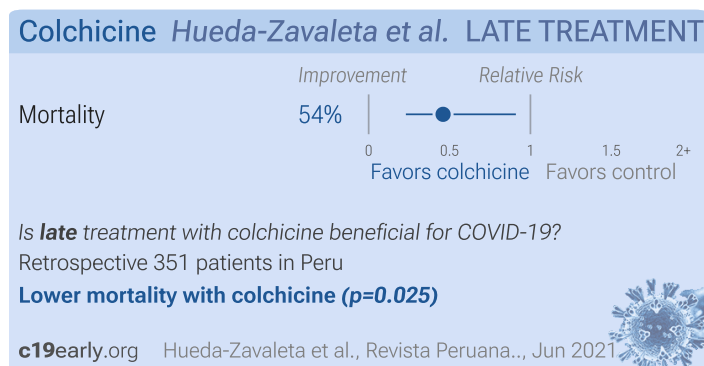 Colchicine Hueda-Zavaleta et al. LATE TREATMENT
Improvement Relative Risk
Mortality 54%
0 0.5 1 1.5 2+
Favors colchicine Favors control
Is late treatment with colchicine beneficial for COVID-19?
Retrospective 351 patients in Peru
Lower mortality with colchicine (p=0.025)
c19early.org Hueda-Zavaleta et al., Revista Peruana.., Jun 2021